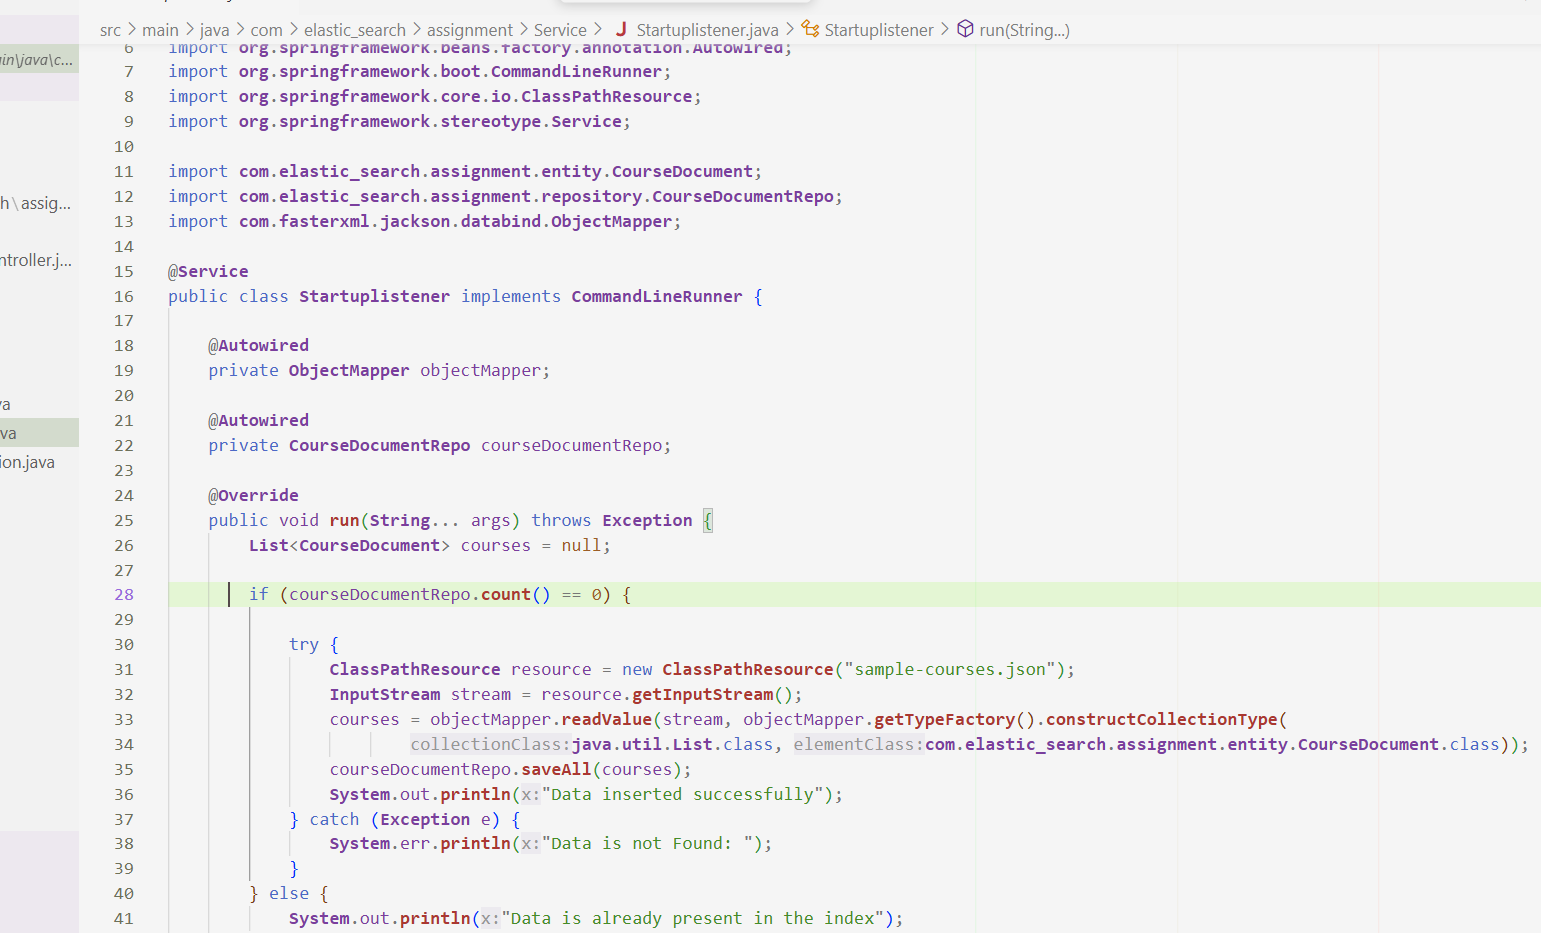 src > main > java > com > elastic_search > assignment > Service > J Startuplistener.java > Startuplistener > run(String...)
ain\java\c...
h\assig...
ntroller.j...
va
va
ion.java
6 import org.springframework.beans.factory.annotation.Autowired;
7 import org.springframework.boot.CommandLineRunner;
8 import org.springframework.core.io.ClassPathResource;
9 import org.springframework.stereotype.Service;
10
11 import com.elastic_search.assignment.entity.CourseDocument;
12 import com.elastic_search.assignment.repository.CourseDocumentRepo;
13 import com.fasterxml.jackson.databind.ObjectMapper;
14
15 @Service
16 public class Startuplistener implements CommandLineRunner {
17
18 @Autowired
19 private ObjectMapper objectMapper;
20
21 @Autowired
22 private CourseDocumentRepo courseDocumentRepo;
23
24 @Override
25 public void run(String... args) throws Exception {
26 List<CourseDocument> courses = null;
27
28 if (courseDocumentRepo.count() == 0) {
29
30 try {
31 ClassPathResource resource = new ClassPathResource("sample-courses.json");
32 InputStream stream = resource.getInputStream();
33 courses = objectMapper.readValue(stream, objectMapper.getTypeFactory().constructCollectionType(
34 collectionClass:java.util.List.class, elementClass:com.elastic_search.assignment.entity.CourseDocument.class));
35 courseDocumentRepo.saveAll(courses);
36 System.out.println(x:"Data inserted successfully");
37 } catch (Exception e) {
38 System.err.println(x:"Data is not Found: ");
39 }
40 } else {
41 System.out.println(x:"Data is already present in the index");